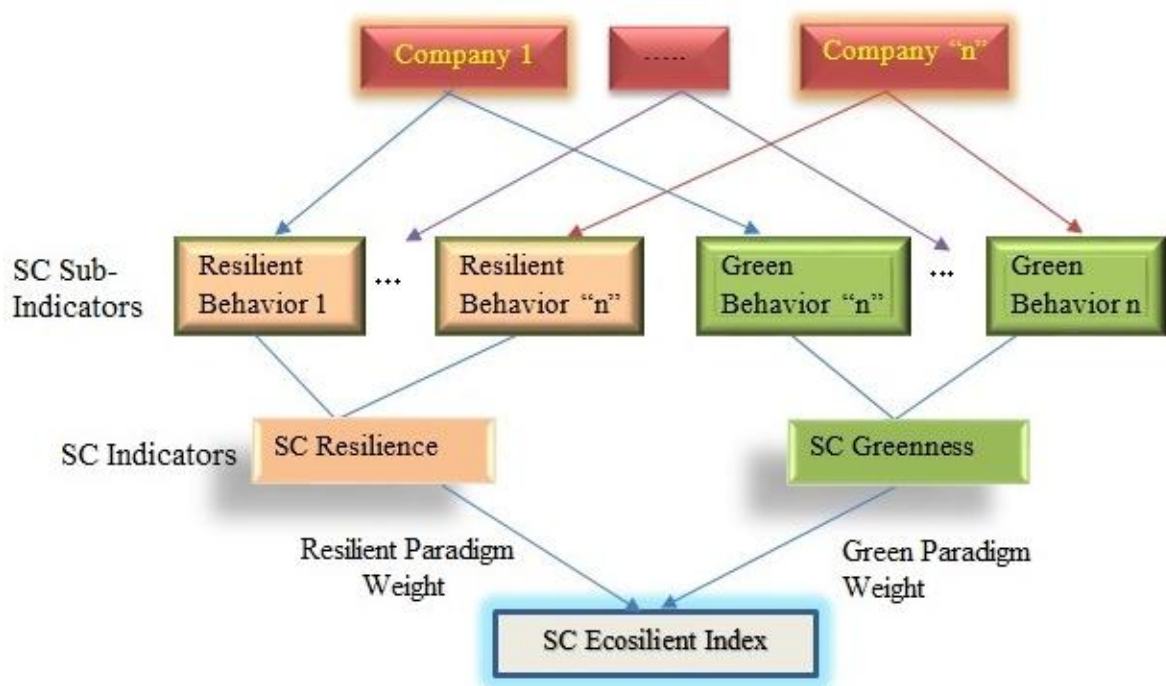 Company 1
.....
Company “n”
SC Sub-
Indicators
Resilient
Behavior 1
...
Resilient
Behavior “n”
Green
Behavior “n”
...
Green
Behavior n
SC Indicators
SC Resilience
SC Greenness
Resilient Paradigm
Weight
Green Paradigm
Weight
SC Ecosilient Index